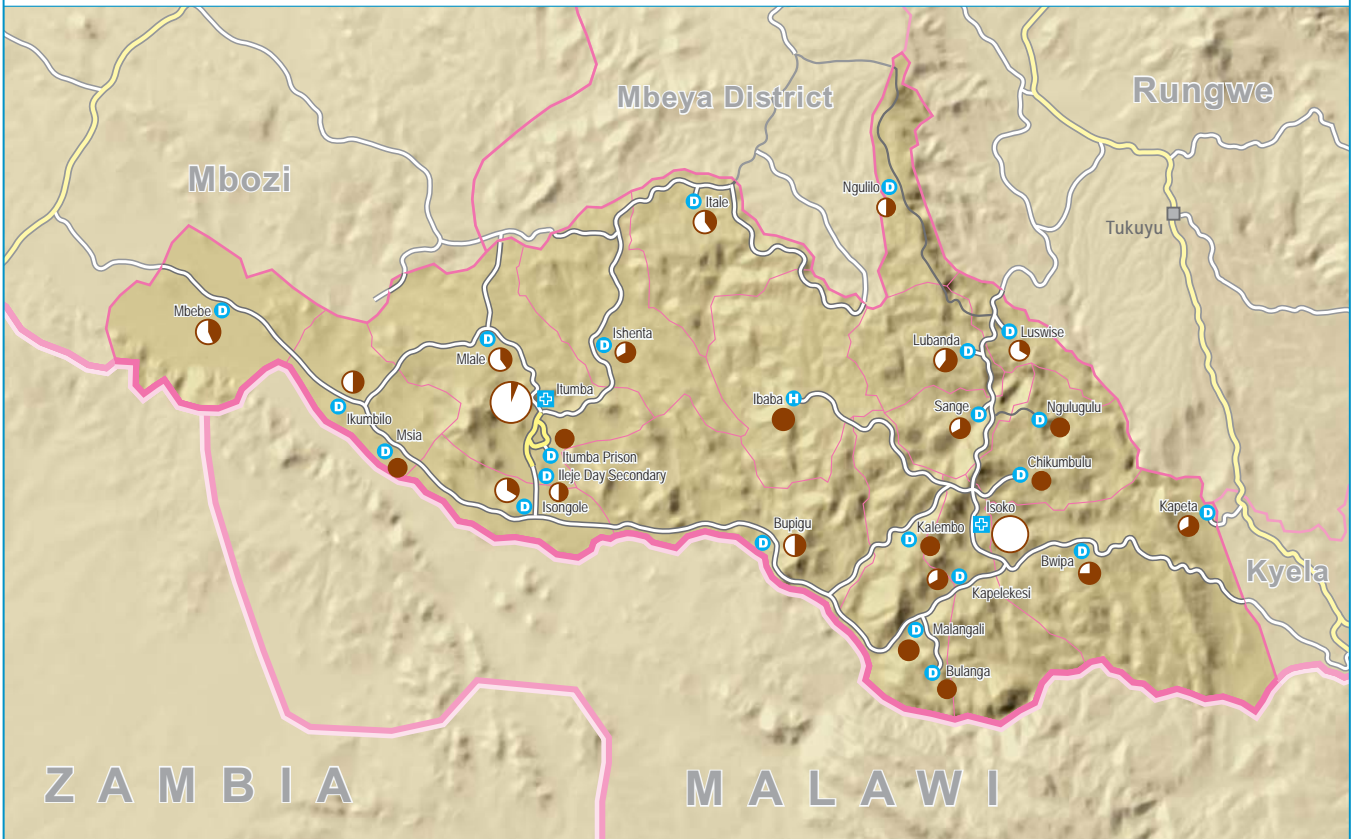 Mbeya District
Rungwe
Mbozi
Ngulilo
D
D
Itale
Tukuyu
Mbebe
D
D
Mlale
D
Ishenta
Lubanda
D
D
Luswise
Itumba
Ibaba
H
Sange
D
D
Ngulugulu
D
Ikumbilo
Msia
D
D
Itumba Prison
D
Ileje Day Secondary
D
Isongole
D
Chikumbulu
Isoko
Kapeta
D
Bupigu
D
Kalembo
D
Bwipa
D
D
Kapelekesi
Kyela
D
Malangali
D
Bulanga
ZAMBIA
MALAWI